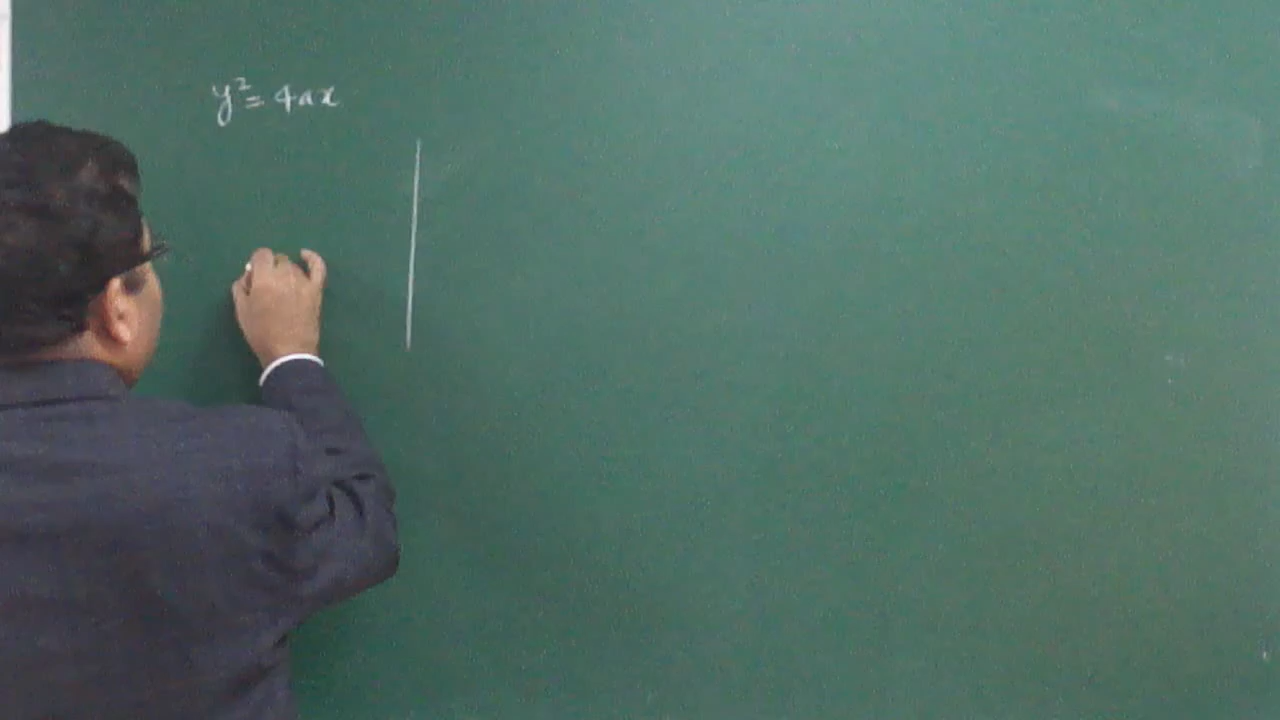 y² = 4ax